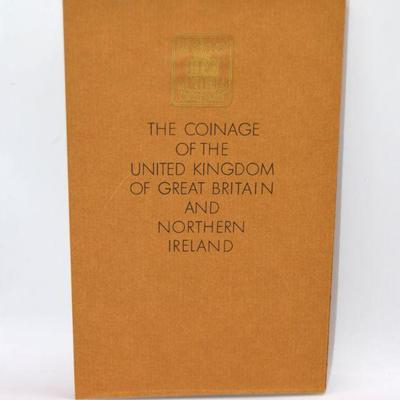 THE COINAGE
OF THE
UNITED KINGDOM
OF GREAT BRITAIN
AND
NORTHERN
IRELAND